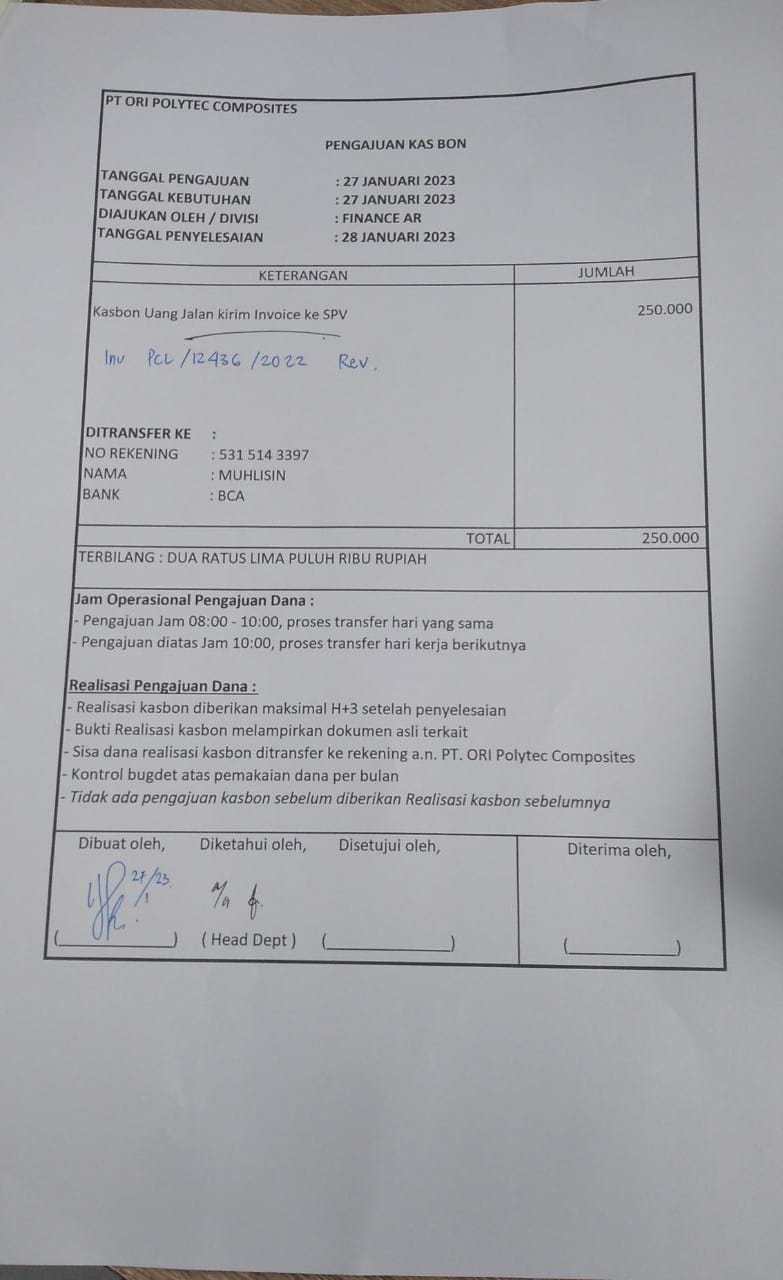 PT ORI POLYTEC COMPOSITES
PENGAJUAN KAS BON
TANGGAL PENGAJUAN : 27 JANUARI 2023
TANGGAL KEBUTUHAN : 27 JANUARI 2023
DIAJUKAN OLEH / DIVISI : FINANCE AR
TANGGAL PENYELESAIAN : 28 JANUARI 2023
KETERANGAN JUMLAH
Kasbon Uang Jalan kirim Invoice ke SPV 250.000
Inv PCL/12436/2022 Rev.
DITRANSFER KE :
NO REKENING : 531 514 3397
NAMA : MUHLISIN
BANK : BCA
TOTAL 250.000
TERBILANG : DUA RATUS LIMA PULUH RIBU RUPIAH
Jam Operasional Pengajuan Dana :
- Pengajuan Jam 08:00 - 10:00, proses transfer hari yang sama
- Pengajuan diatas Jam 10:00, proses transfer hari kerja berikutnya
Realisasi Pengajuan Dana :
- Realisasi kasbon diberikan maksimal H+3 setelah penyelesaian
- Bukti Realisasi kasbon melampirkan dokumen asli terkait
- Sisa dana realisasi kasbon ditransfer ke rekening a.n. PT. ORI Polytec Composites
- Kontrol bugdet atas pemakaian dana per bulan
- Tidak ada pengajuan kasbon sebelum diberikan Realisasi kasbon sebelumnya
Dibuat oleh, Diketahui oleh, Disetujui oleh, Diterima oleh,
27/1 23.
(____________) ( Head Dept ) (____________) (____________)